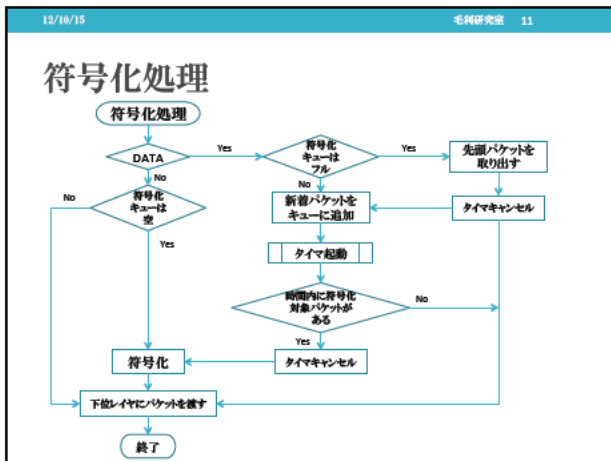 12/10/15
毛利研究室 11
符号化処理
符号化処理
DATA
Yes
符号化
キューは
フル
Yes
先頭パケットを
取り出す
No
No
No
符号化
キューは
空
新着パケットを
キューに追加
タイマキャンセル
Yes
タイマ起動
時間内に符号化
対象パケットが
ある
No
Yes
符号化
タイマキャンセル
下位レイヤにパケットを渡す
終了